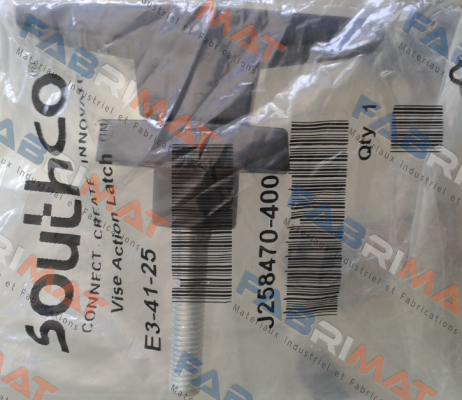 southco
CONNECT · CREATE · INNOVATE
Vise Action Latch
E3-41-25
J258470-400
Qty 1
FABRIMAT
Matériaux Industriel et Fabrications